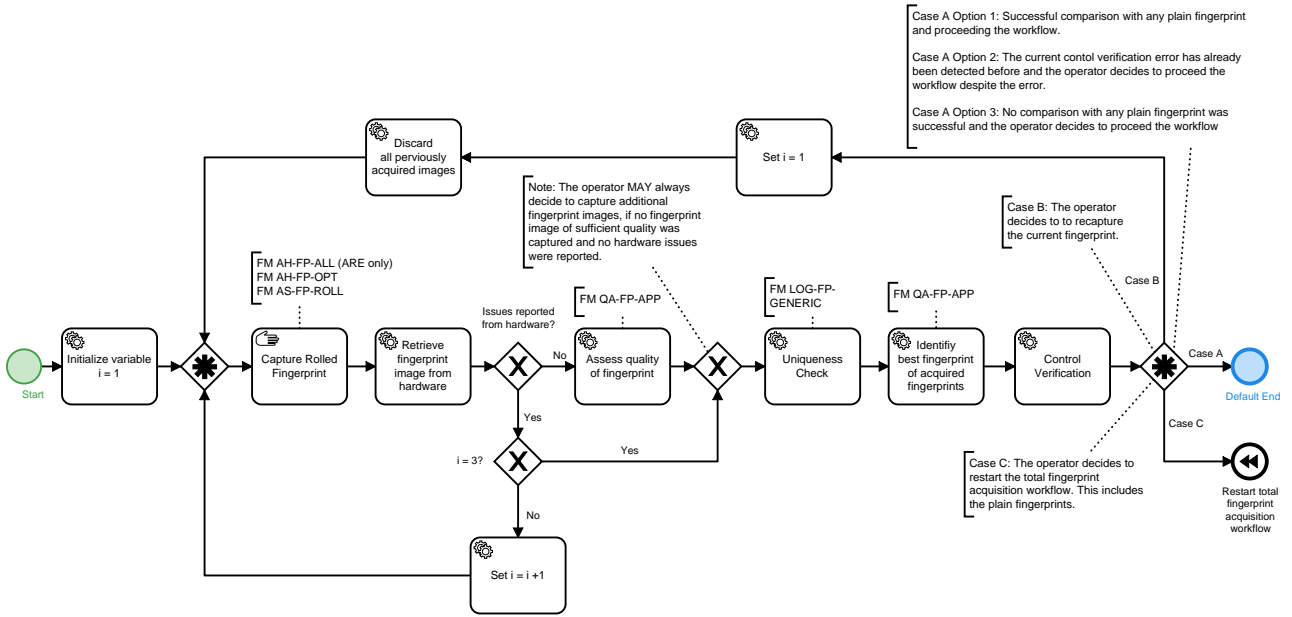 Case A Option 1: Successful comparison with any plain fingerprint
and proceeding the workflow.
Case A Option 2: The current contol verification error has already
been detected before and the operator decides to proceed the
workflow despite the error.
Case A Option 3: No comparison with any plain fingerprint was
successful and the operator decides to proceed the workflow
Discard
all perviously
acquired images
Set i = 1
Note: The operator MAY always
decide to capture additional
fingerprint images, if no fingerprint
image of sufficient quality was
captured and no hardware issues
were reported.
Case B: The operator
decides to to recapture
the current fingerprint.
FM AH-FP-ALL (ARE only)
FM AH-FP-OPT
FM AS-FP-ROLL
Issues reported
from hardware?
FM QA-FP-APP
FM LOG-FP-
GENERIC
FM QA-FP-APP
Case B
Start
Initialize variable
i = 1
Capture Rolled
Fingerprint
Retrieve
fingerprint
image from
hardware
No
Assess quality
of fingerprint
Uniqueness
Check
Identifiy
best fingerprint
of acquired
fingerprints
Control
Verification
Case A
Default End
Yes
i = 3?
Yes
No
Set i = i +1
Case C
Case C: The operator decides to
restart the total fingerprint
acquisition workflow. This includes
the plain fingerprints.
Restart total
fingerprint
acquisition
workflow